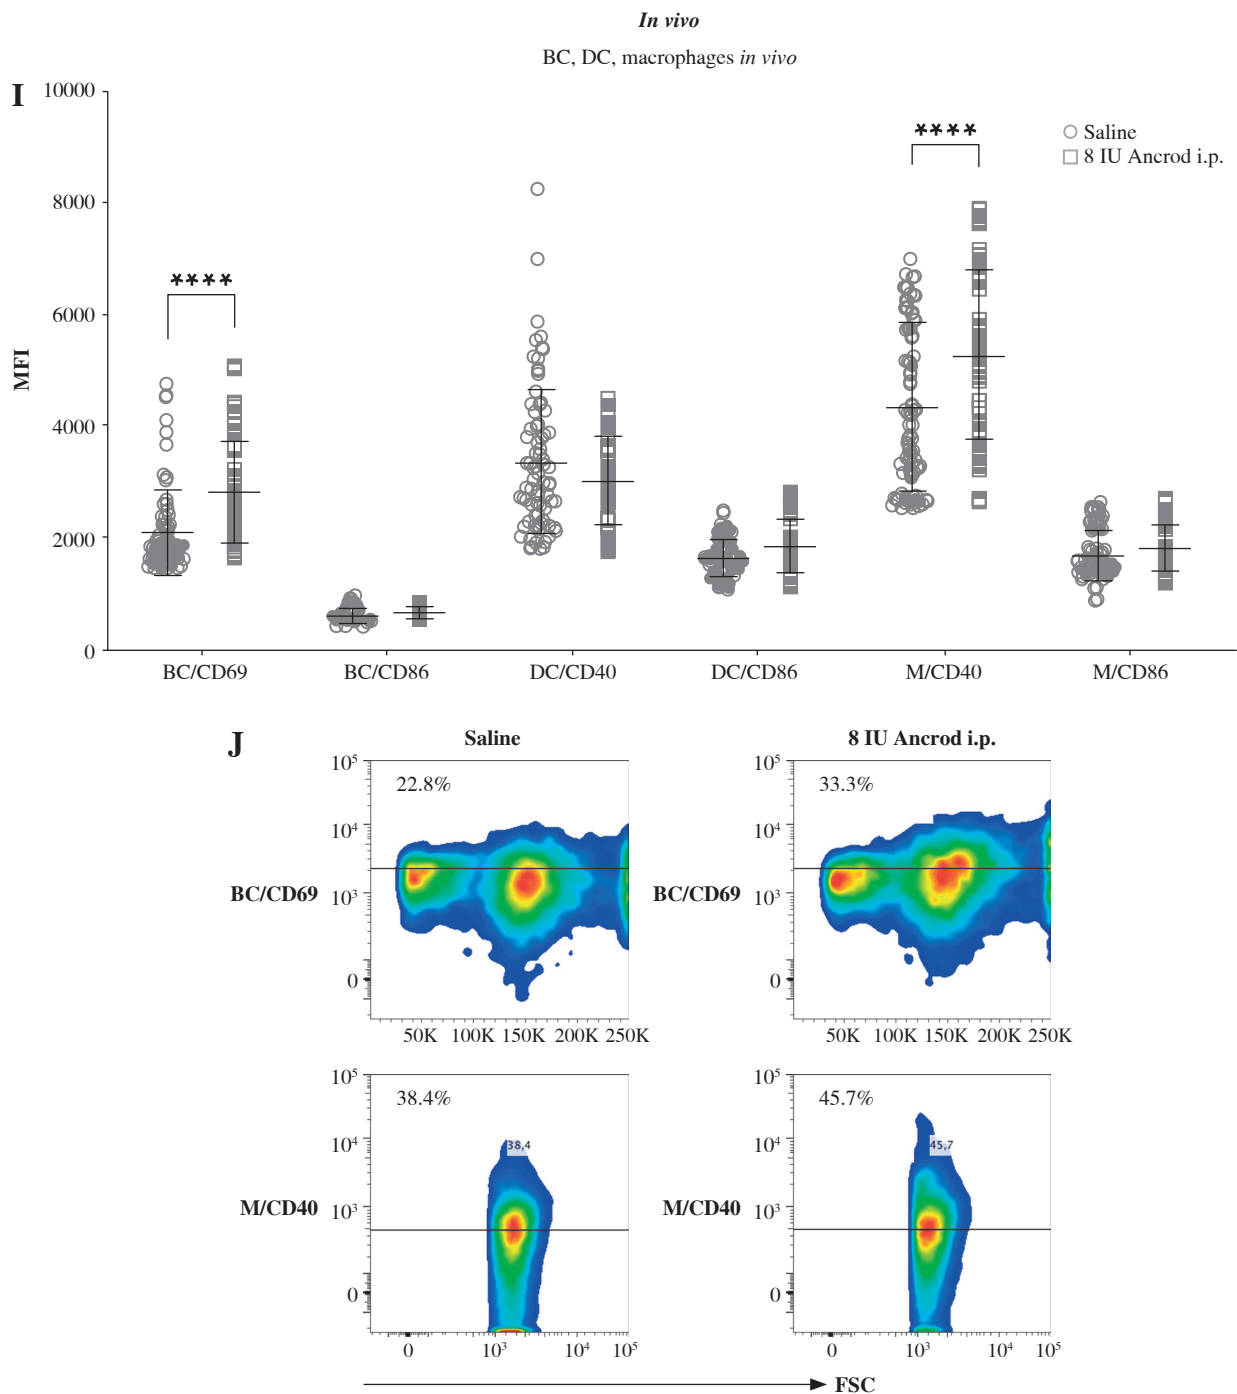 In vivo
BC, DC, macrophages in vivo
I
10000
8000
6000
4000
2000
0
MFI
****
****
Saline
8 IU Ancrod i.p.
BC/CD69 BC/CD86 DC/CD40 DC/CD86 M/CD40 M/CD86
J
Saline 8 IU Ancrod i.p.
10⁵ 10⁵
22.8% 33.3%
10⁴ 10⁴
BC/CD69 10³ BC/CD69 10³
0 0
50K 100K 150K 200K 250K 50K 100K 150K 200K 250K
10⁵ 10⁵
38.4% 45.7%
10⁴ 38,4 10⁴ 45,7
M/CD40 10³ M/CD40 10³
0 0
0 10³ 10⁴ 10⁵ 0 10³ 10⁴ 10⁵
FSC